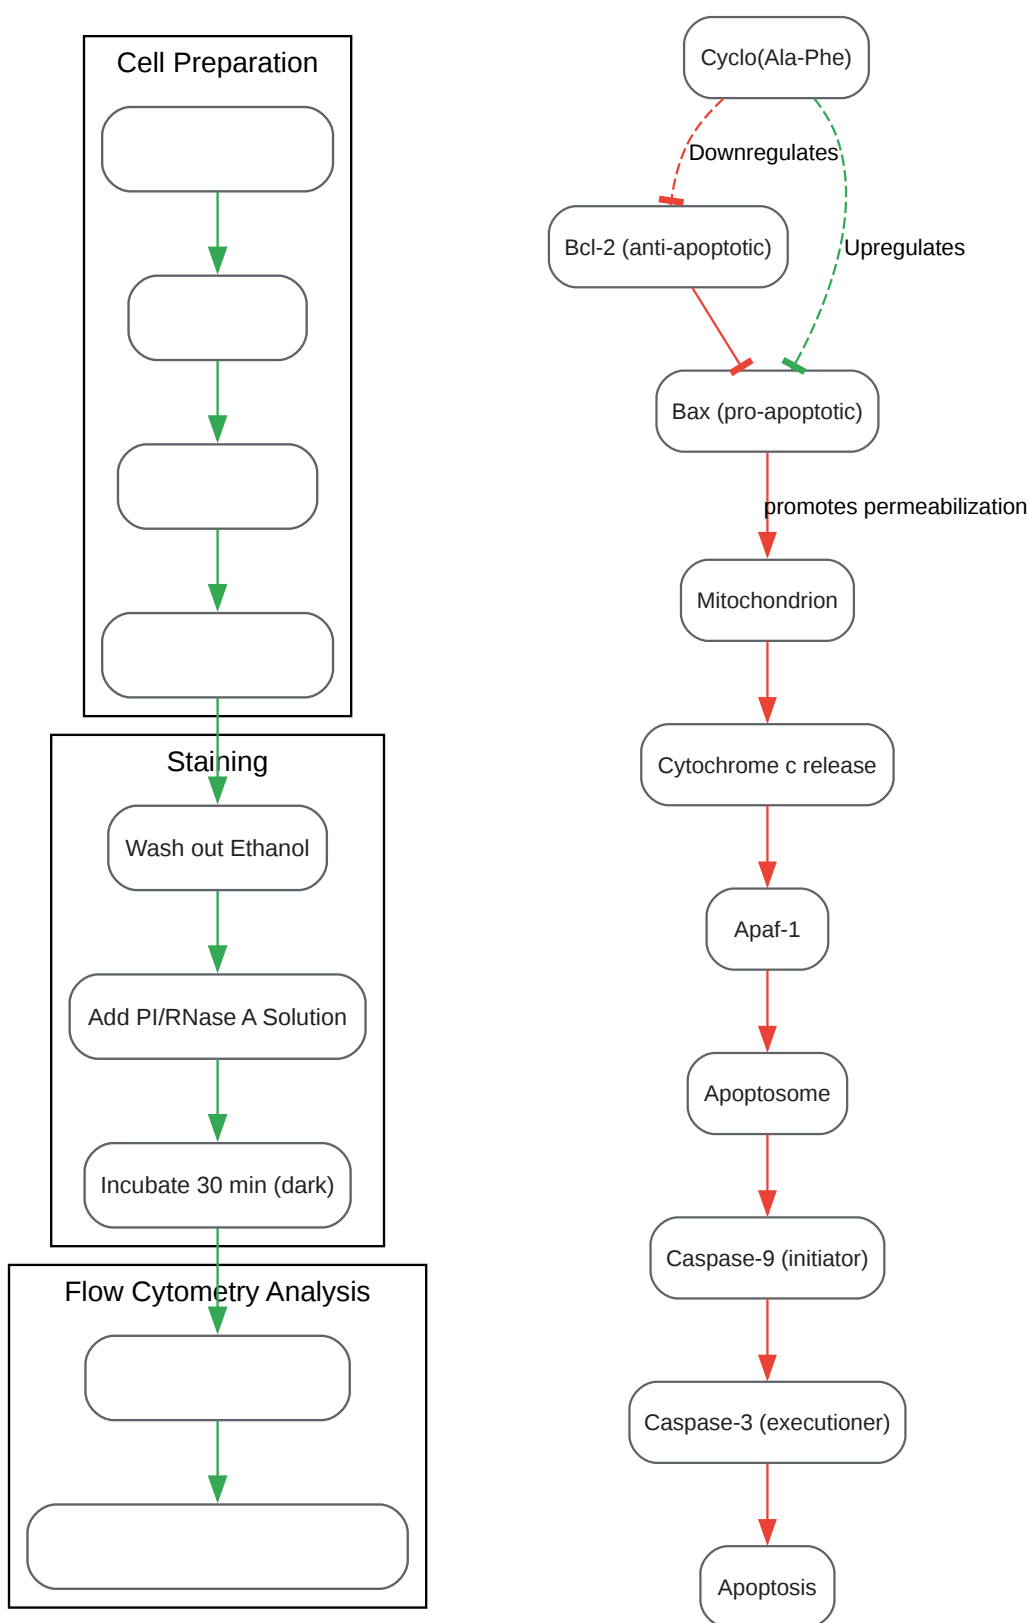 Cell Preparation
Staining
Wash out Ethanol
Add PI/RNase A Solution
Incubate 30 min (dark)
Flow Cytometry Analysis
Cyclo(Ala-Phe)
Downregulates
Bcl-2 (anti-apoptotic)
Upregulates
Bax (pro-apoptotic)
promotes permeabilization
Mitochondrion
Cytochrome c release
Apaf-1
Apoptosome
Caspase-9 (initiator)
Caspase-3 (executioner)
Apoptosis